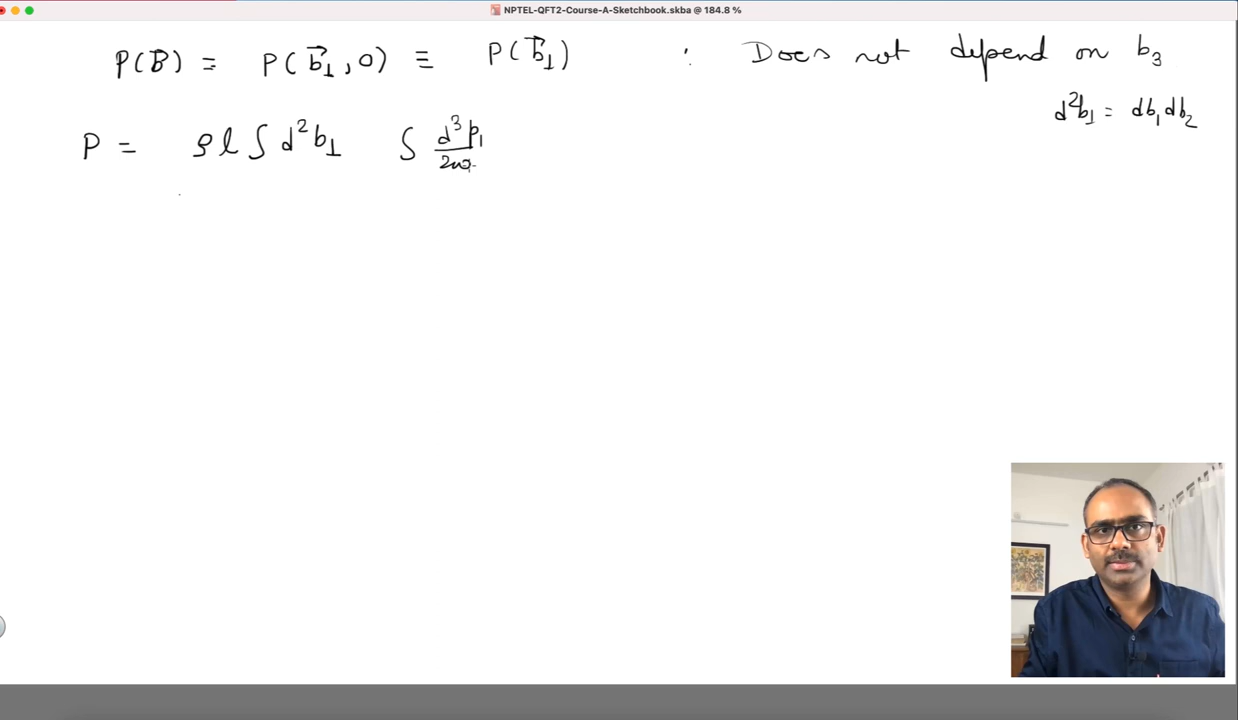 NPTEL-QFT2-Course-A-Sketchbook.skba @ 184.8 %
P(B⃗) = P(b⃗⊥, 0) ≡ P(b⃗⊥) ∵ Does not depend on b₃
d²b⊥ = db₁ db₂
P = ρ l ∫ d²b⊥ ∫ d³p₁/2ω